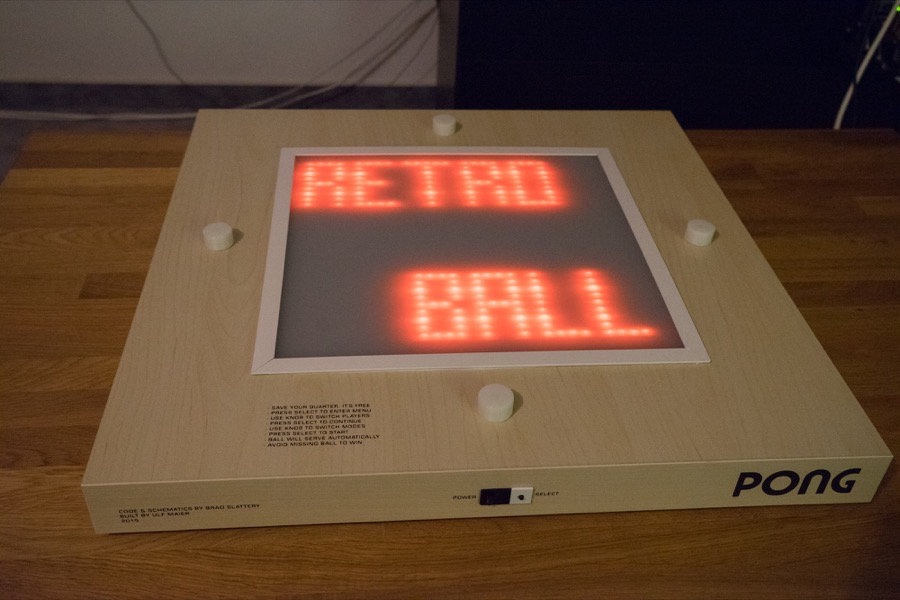 RETRO
BALL
SAVE YOUR QUARTER. IT'S FREE
PRESS SELECT TO ENTER MENU
USE KNOB TO SWITCH PLAYERS
PRESS SELECT TO CONTINUE
USE KNOB TO SWITCH MODES
PRESS SELECT TO START
BALL WILL SERVE AUTOMATICALLY
AVOID MISSING BALL TO WIN
POWER SELECT
PONG
CODE & SCHEMATICS BY BRAD SLATTERY
BUILT BY ULF MAIER
2015